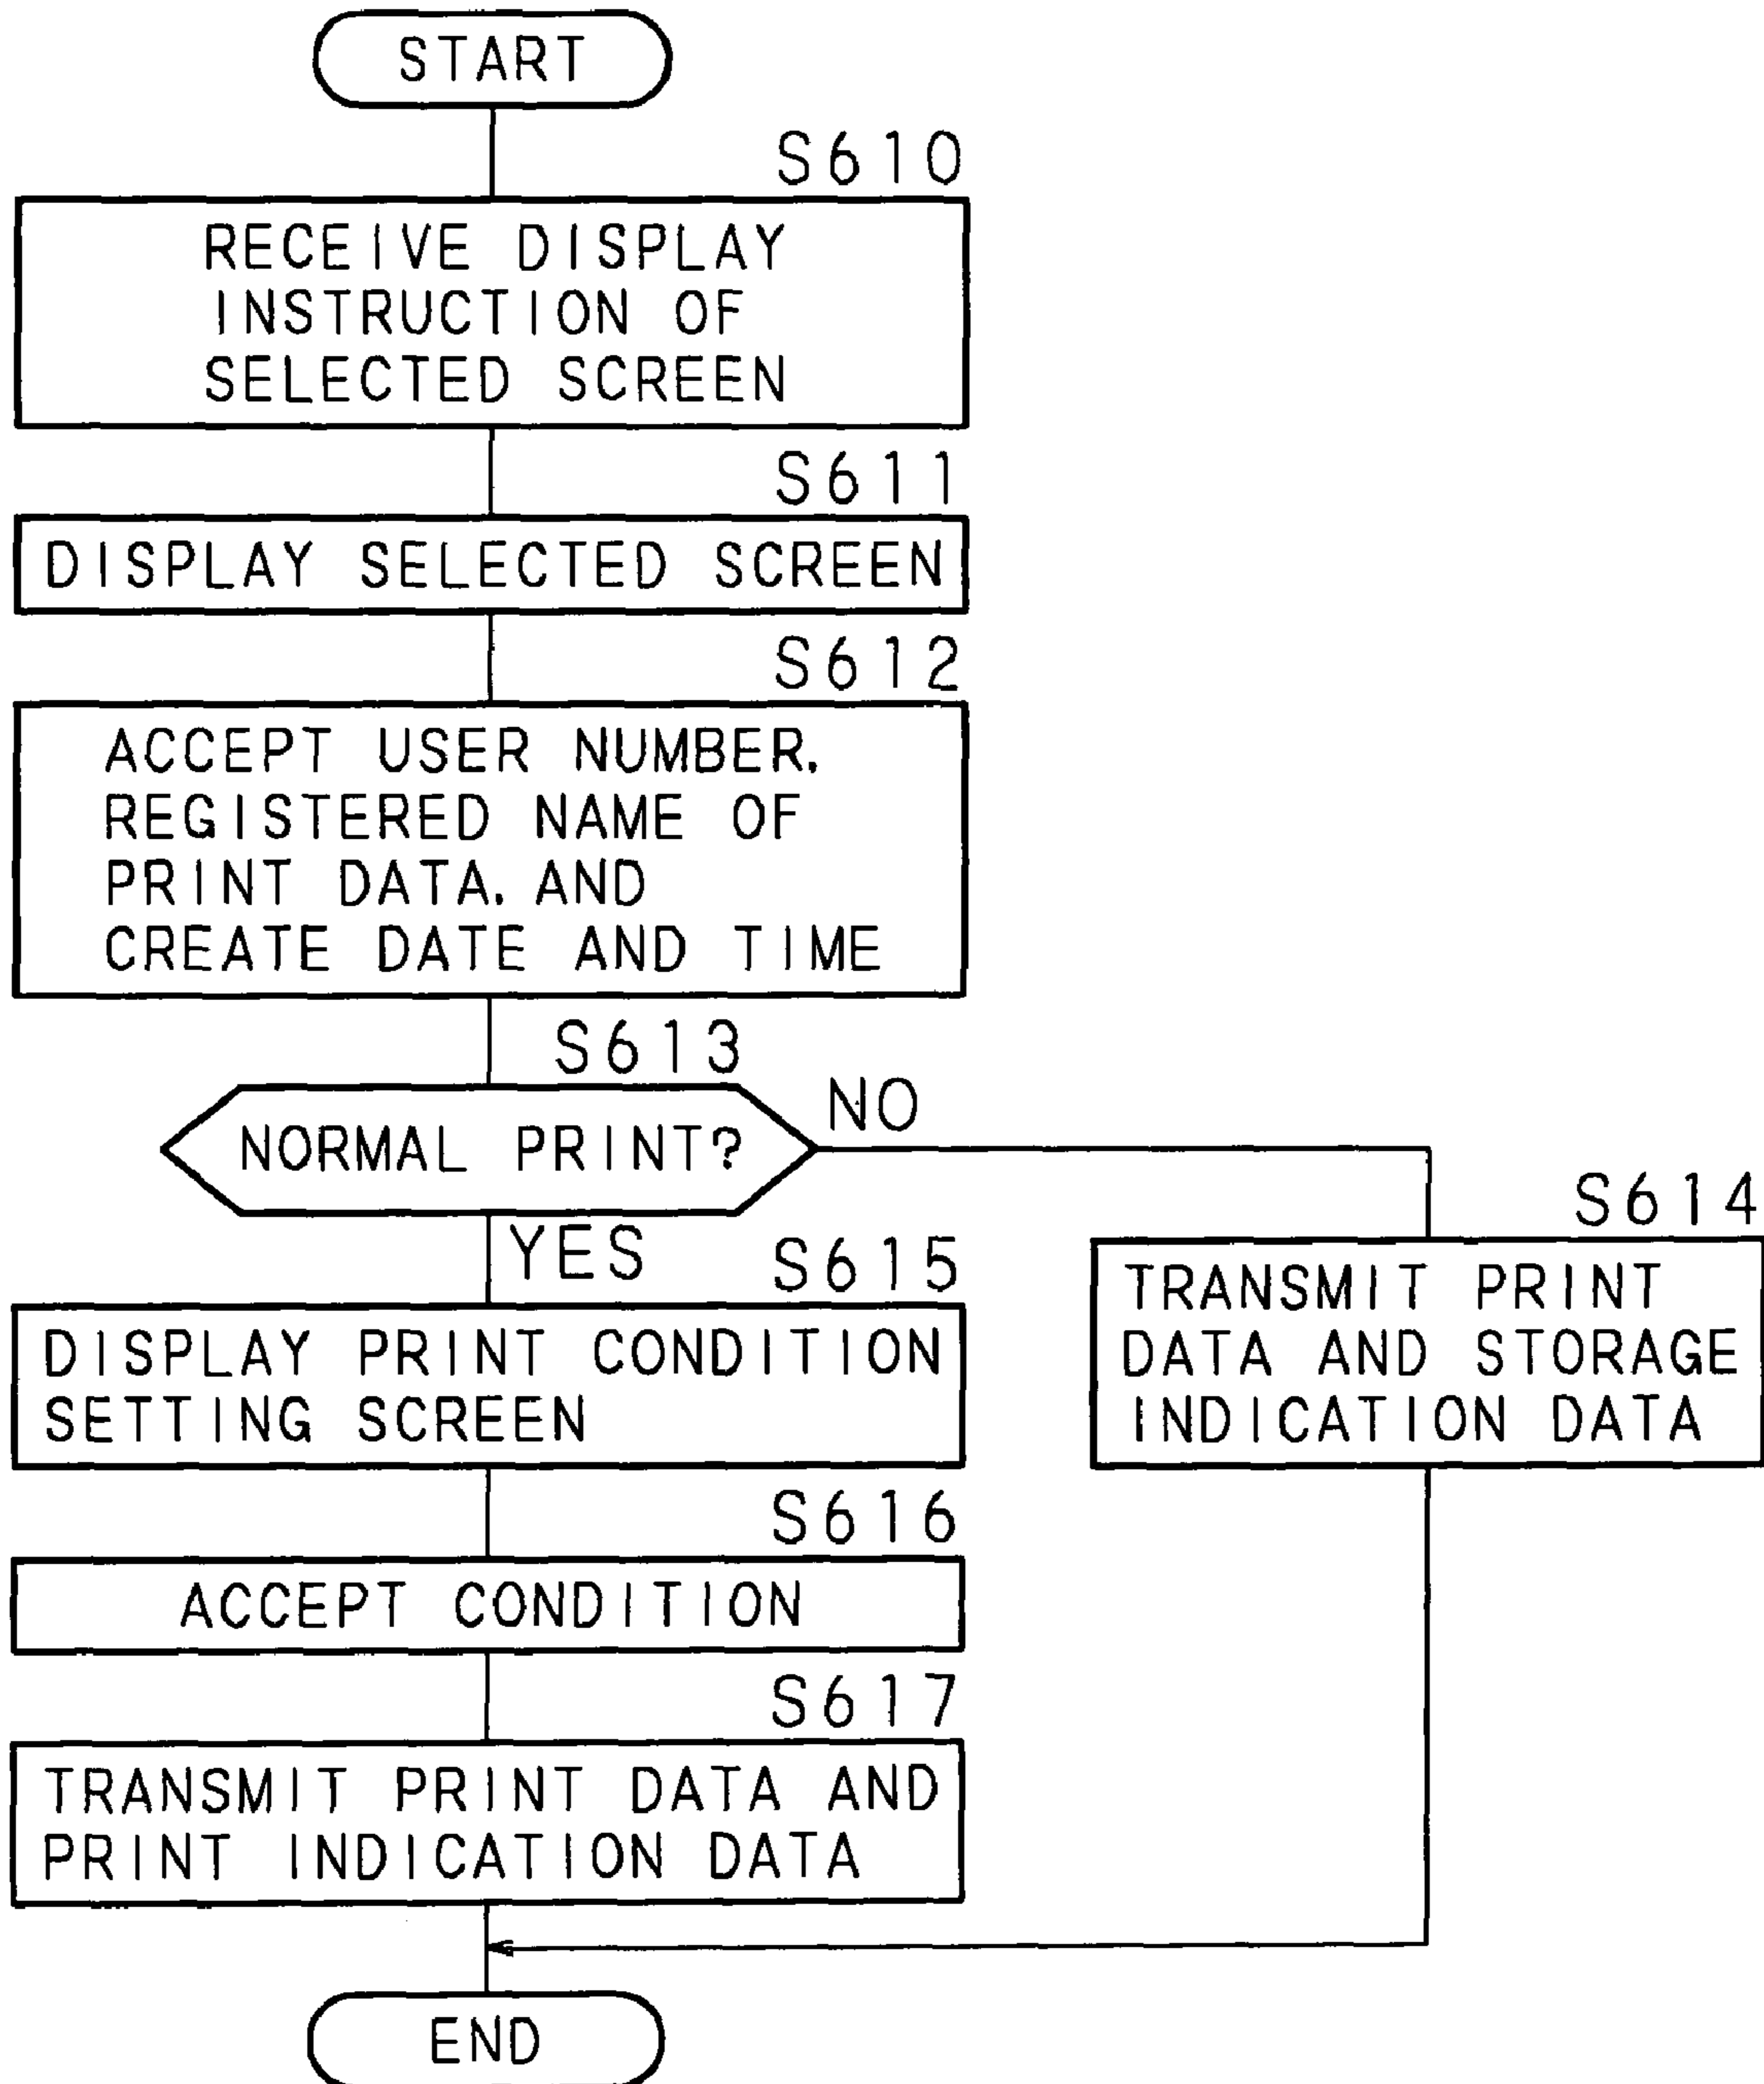 START
S610
RECEIVE DISPLAY
INSTRUCTION OF
SELECTED SCREEN
S611
DISPLAY SELECTED SCREEN
S612
ACCEPT USER NUMBER,
REGISTERED NAME OF
PRINT DATA, AND
CREATE DATE AND TIME
S613
NORMAL PRINT?
NO
YES
S614
TRANSMIT PRINT
DATA AND STORAGE
INDICATION DATA
S615
DISPLAY PRINT CONDITION
SETTING SCREEN
S616
ACCEPT CONDITION
S617
TRANSMIT PRINT DATA AND
PRINT INDICATION DATA
END